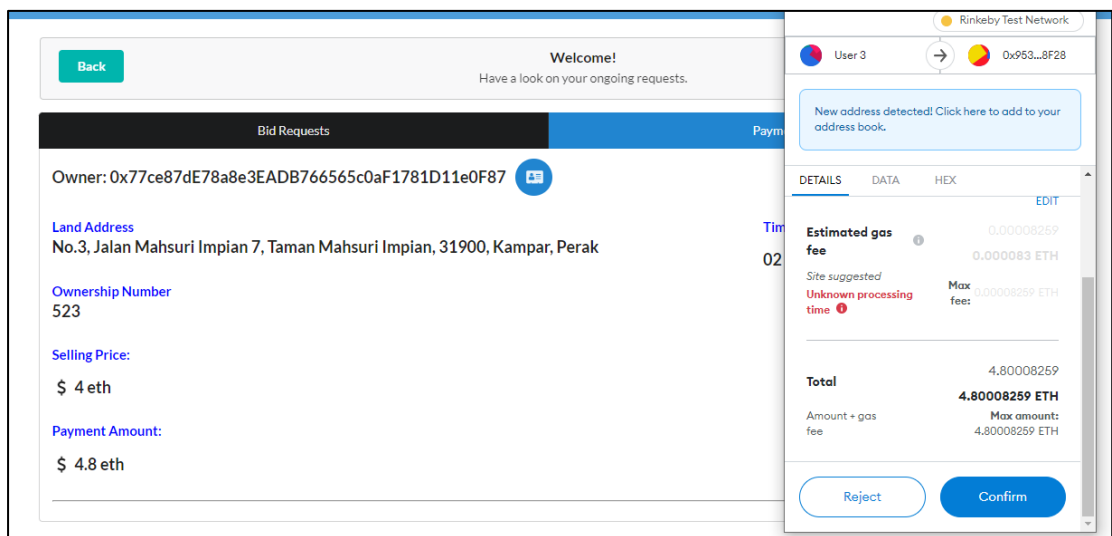 Back
Welcome!
Have a look on your ongoing requests.
Bid Requests
Paym
Owner: 0x77ce87dE78a8e3EADB766565c0aF1781D11e0F87
Land Address
No.3, Jalan Mahsuri Impian 7, Taman Mahsuri Impian, 31900, Kampar, Perak
Tim
02
Ownership Number
523
Selling Price:
$ 4 eth
Payment Amount:
$ 4.8 eth
Rinkeby Test Network
User 3
0x953...8F28
New address detected! Click here to add to your
address book.
DETAILS DATA HEX
EDIT
Estimated gas
fee
0.00008259
0.000083 ETH
Site suggested
Unknown processing
time
Max
fee:
0.00008259 ETH
Total
4.80008259
4.80008259 ETH
Amount + gas
fee
Max amount:
4.80008259 ETH
Reject
Confirm